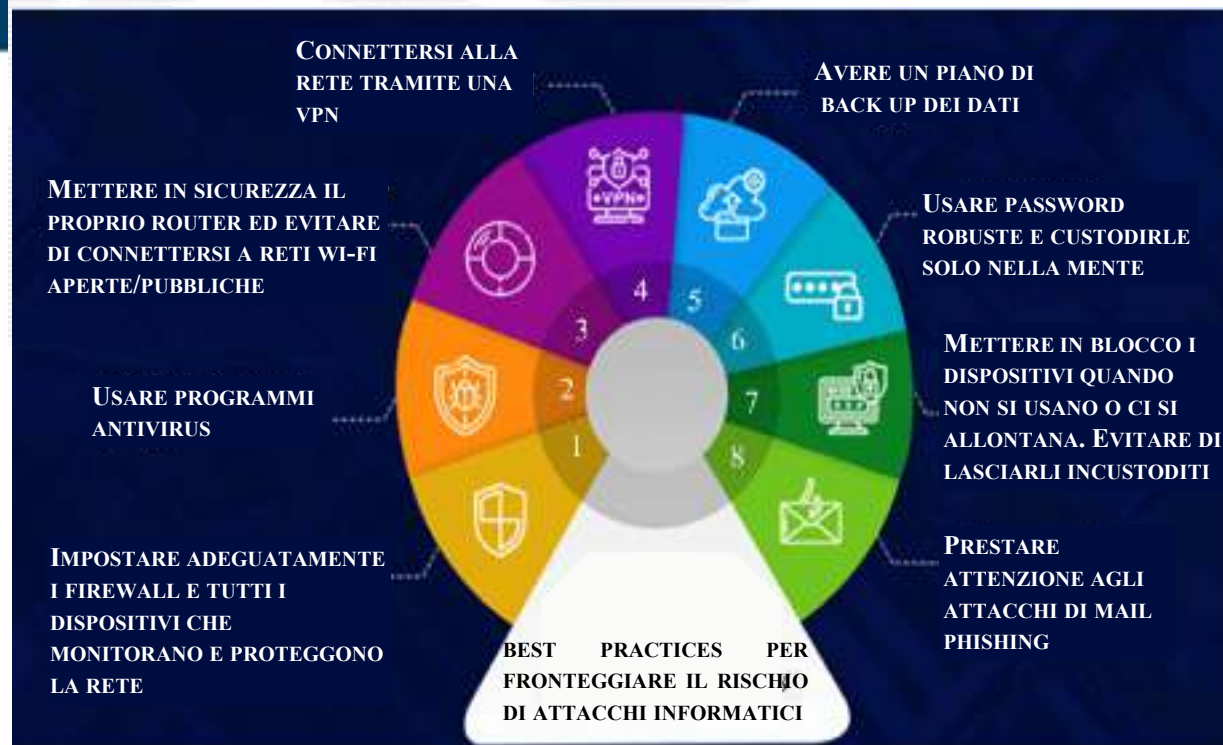 CONNETTERSI ALLA
RETE TRAMITE UNA
VPN
AVERE UN PIANO DI
BACK UP DEI DATI
METTERE IN SICUREZZA IL
PROPRIO ROUTER ED EVITARE
DI CONNETTERSI A RETI WI-FI
APERTE/PUBBLICHE
USARE PASSWORD
ROBUSTE E CUSTODIRLE
SOLO NELLA MENTE
USARE PROGRAMMI
ANTIVIRUS
METTERE IN BLOCCO I
DISPOSITIVI QUANDO
NON SI USANO O CI SI
ALLONTANA. EVITARE DI
LASCIARLI INCUSTODITI
IMPOSTARE ADEGUATAMENTE
I FIREWALL E TUTTI I
DISPOSITIVI CHE
MONITORANO E PROTEGGONO
LA RETE
PRESTARE
ATTENZIONE AGLI
ATTACCHI DI MAIL
PHISHING
VPN
1
2
3
4
5
6
7
8
BEST PRACTICES PER
FRONTEGGIARE IL RISCHIO
DI ATTACCHI INFORMATICI